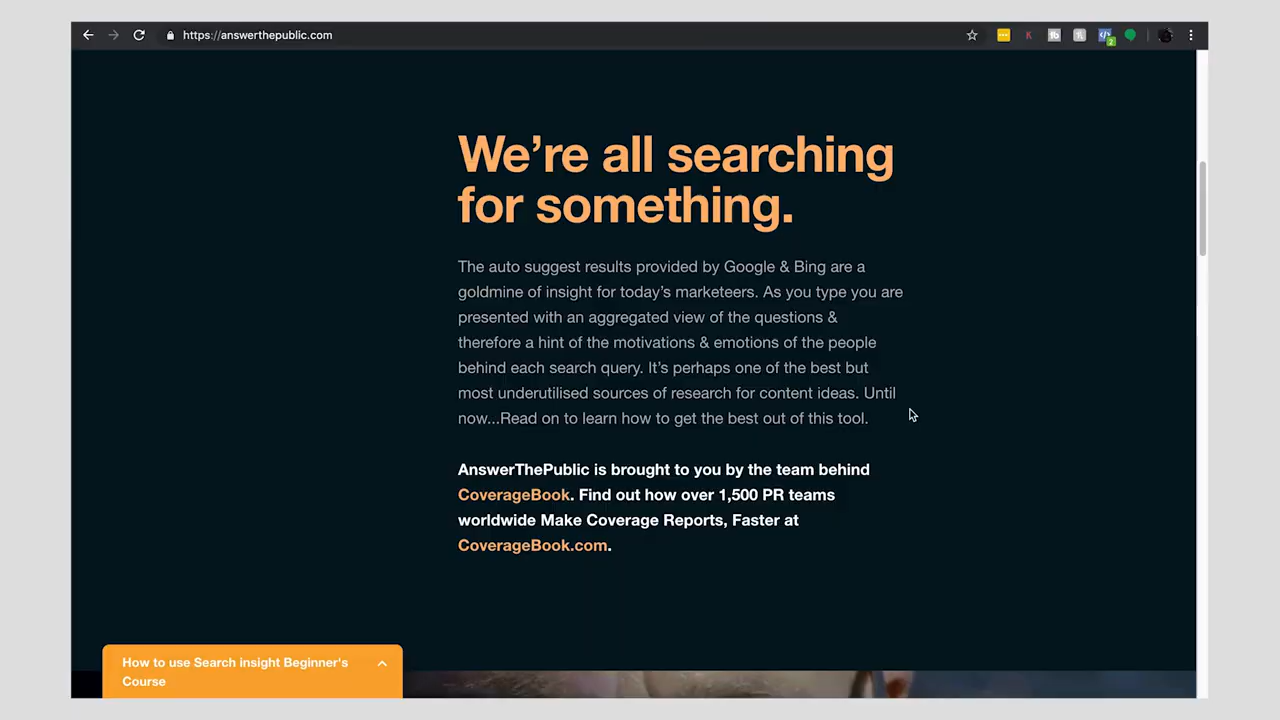 https://answerthepublic.com
2
We're all searching
for something.
The auto suggest results provided by Google & Bing are a
goldmine of insight for today's marketeers. As you type you are
presented with an aggregated view of the questions &
therefore a hint of the motivations & emotions of the people
behind each search query. It's perhaps one of the best but
most underutilised sources of research for content ideas. Until
now...Read on to learn how to get the best out of this tool.
AnswerThePublic is brought to you by the team behind
CoverageBook. Find out how over 1,500 PR teams
worldwide Make Coverage Reports, Faster at
CoverageBook.com.
How to use Search insight Beginner's
Course